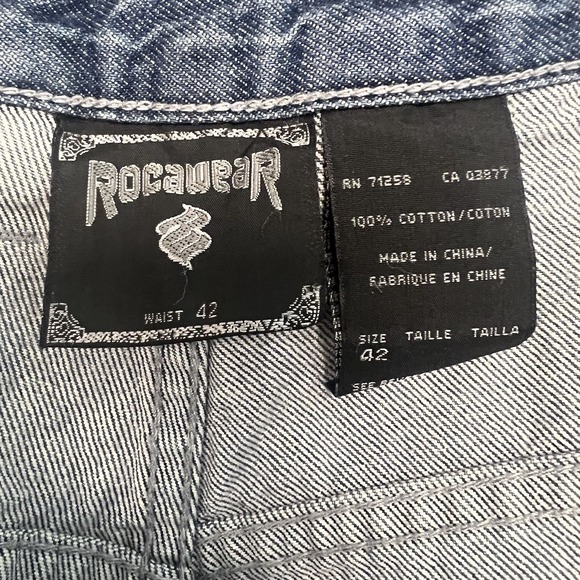 ROCAWEAR
WAIST 42
RN 71258 CA 03877
100% COTTON/COTON
MADE IN CHINA/
FABRIQUE EN CHINE
SIZE TAILLE TAILLA
42
SEE